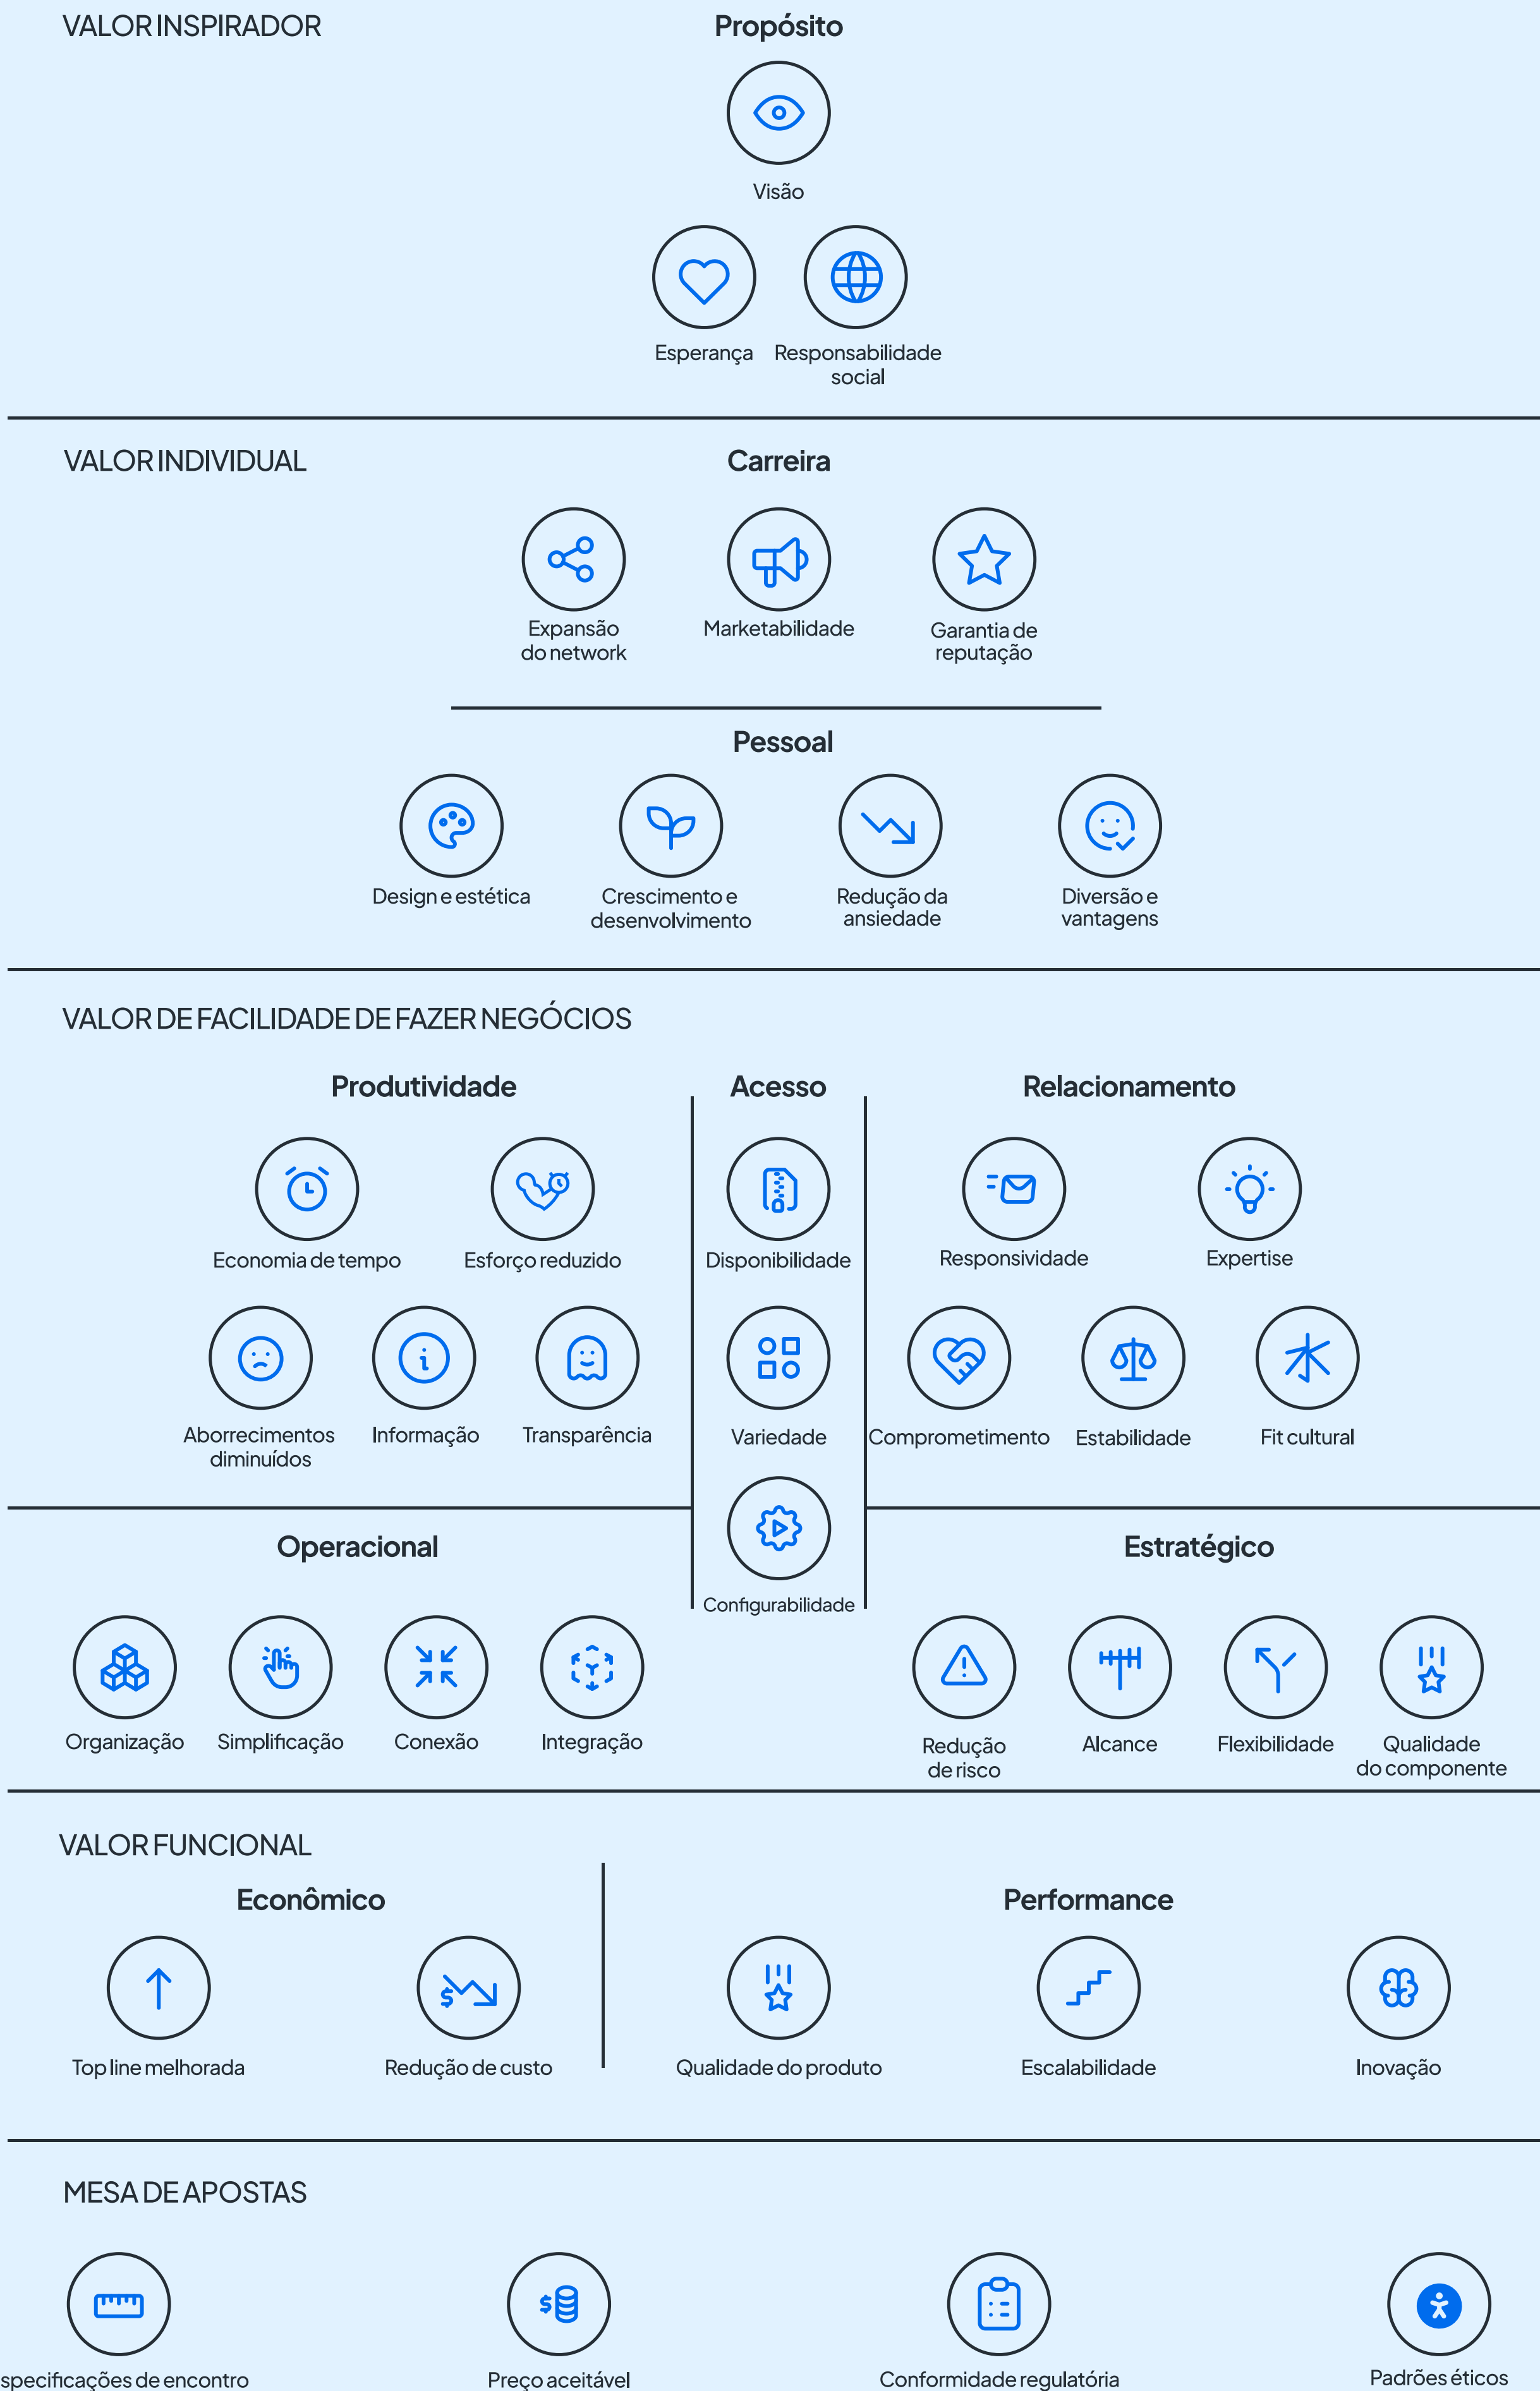 VALOR INSPIRADOR
Propósito
Visão
Esperança
Responsabilidade
social
VALOR INDIVIDUAL
Carreira
Expansão
do network
Marketabilidade
Garantia de
reputação
Pessoal
Design e estética
Crescimento e
desenvolvimento
Redução da
ansiedade
Diversão e
vantagens
VALOR DE FACILIDADE DE FAZER NEGÓCIOS
Produtividade
Economia de tempo
Esforço reduzido
Aborrecimentos
diminuídos
Informação
Transparência
Acesso
Disponibilidade
Variedade
Configurabilidade
Relacionamento
Responsividade
Expertise
Comprometimento
Estabilidade
Fit cultural
Operacional
Organização
Simplificação
Conexão
Integração
Estratégico
Redução
de risco
Alcance
Flexibilidade
Qualidade
do componente
VALOR FUNCIONAL
Econômico
Top line melhorada
Redução de custo
Performance
Qualidade do produto
Escalabilidade
Inovação
MESA DE APOSTAS
specificações de encontro
Preço aceitável
Conformidade regulatória
Padrões éticos